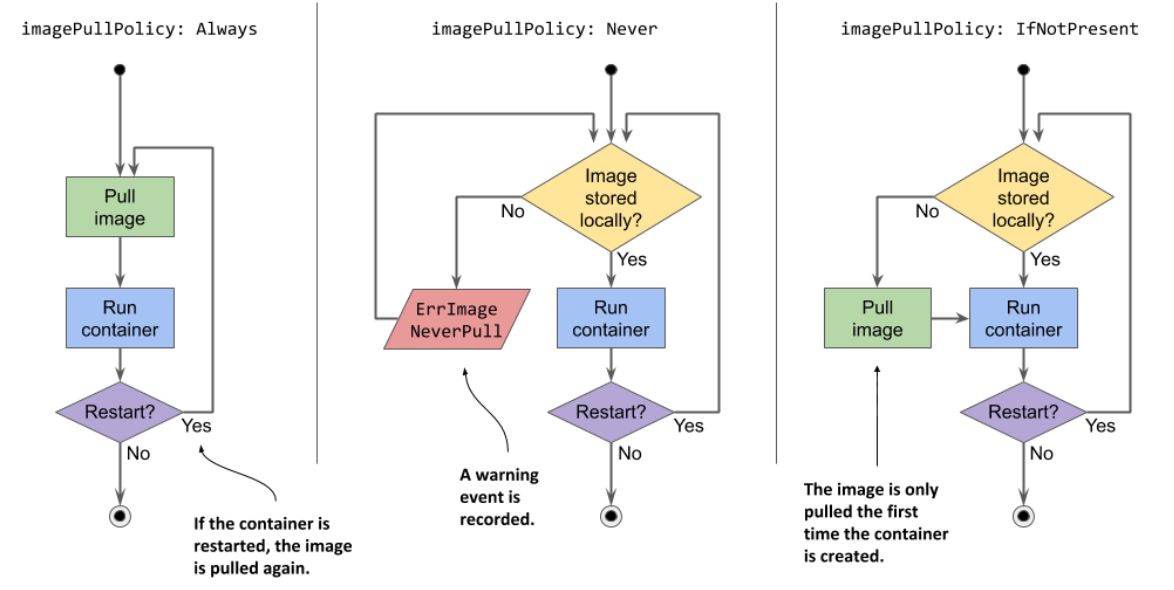 imagePullPolicy: Always
Pull
image
Run
container
Restart?
Yes
No
If the container is
restarted, the image
is pulled again.
imagePullPolicy: Never
Image
stored
locally?
No
Yes
ErrImage
NeverPull
Run
container
Restart?
Yes
No
A warning
event is
recorded.
imagePullPolicy: IfNotPresent
Image
stored
locally?
No
Yes
Pull
image
Run
container
Restart?
Yes
No
The image is only
pulled the first
time the container
is created.